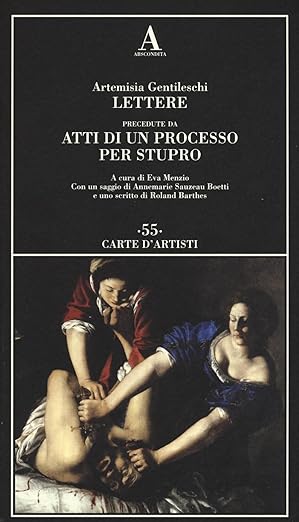 A
ABSCONDITA
Artemisia Gentileschi
LETTERE
PRECEDUTE DA
ATTI DI UN PROCESSO
PER STUPRO
A cura di Eva Menzio
Con un saggio di Annemarie Sauzeau Boetti
e uno scritto di Roland Barthes
·55·
CARTE D'ARTISTI